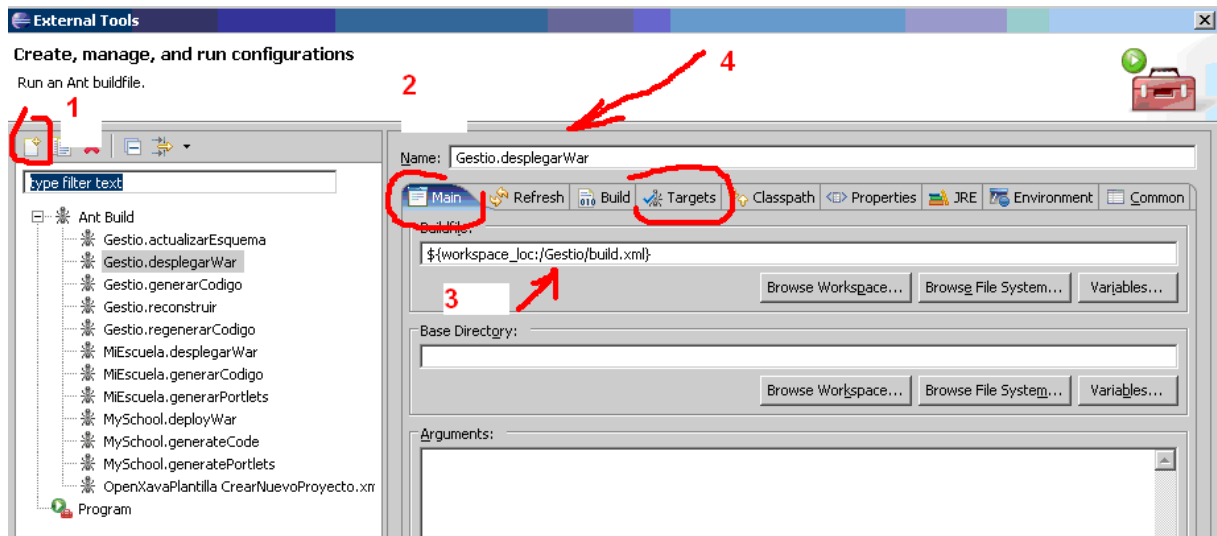 External Tools
Create, manage, and run configurations
Run an Ant buildfile.
1
2
4
Name: Gestio.desplegarWar
type filter text
Main Refresh Build Targets Classpath Properties JRE Environment Common
Ant Build
Gestio.actualizarEsquema
Gestio.desplegarWar
Gestio.generarCodigo
Gestio.reconstruir
Gestio.regenerarCodigo
MiEscuela.desplegarWar
MiEscuela.generarCodigo
MiEscuela.generarPortlets
MySchool.deployWar
MySchool.generateCode
MySchool.generatePortlets
OpenXavaPlantilla CrearNuevoProyecto.xm
Program
Buildfile:
${workspace_loc:/Gestio/build.xml}
3
Browse Workspace... Browse File System... Variables...
Base Directory:
Browse Workspace... Browse File System... Variables...
Arguments: